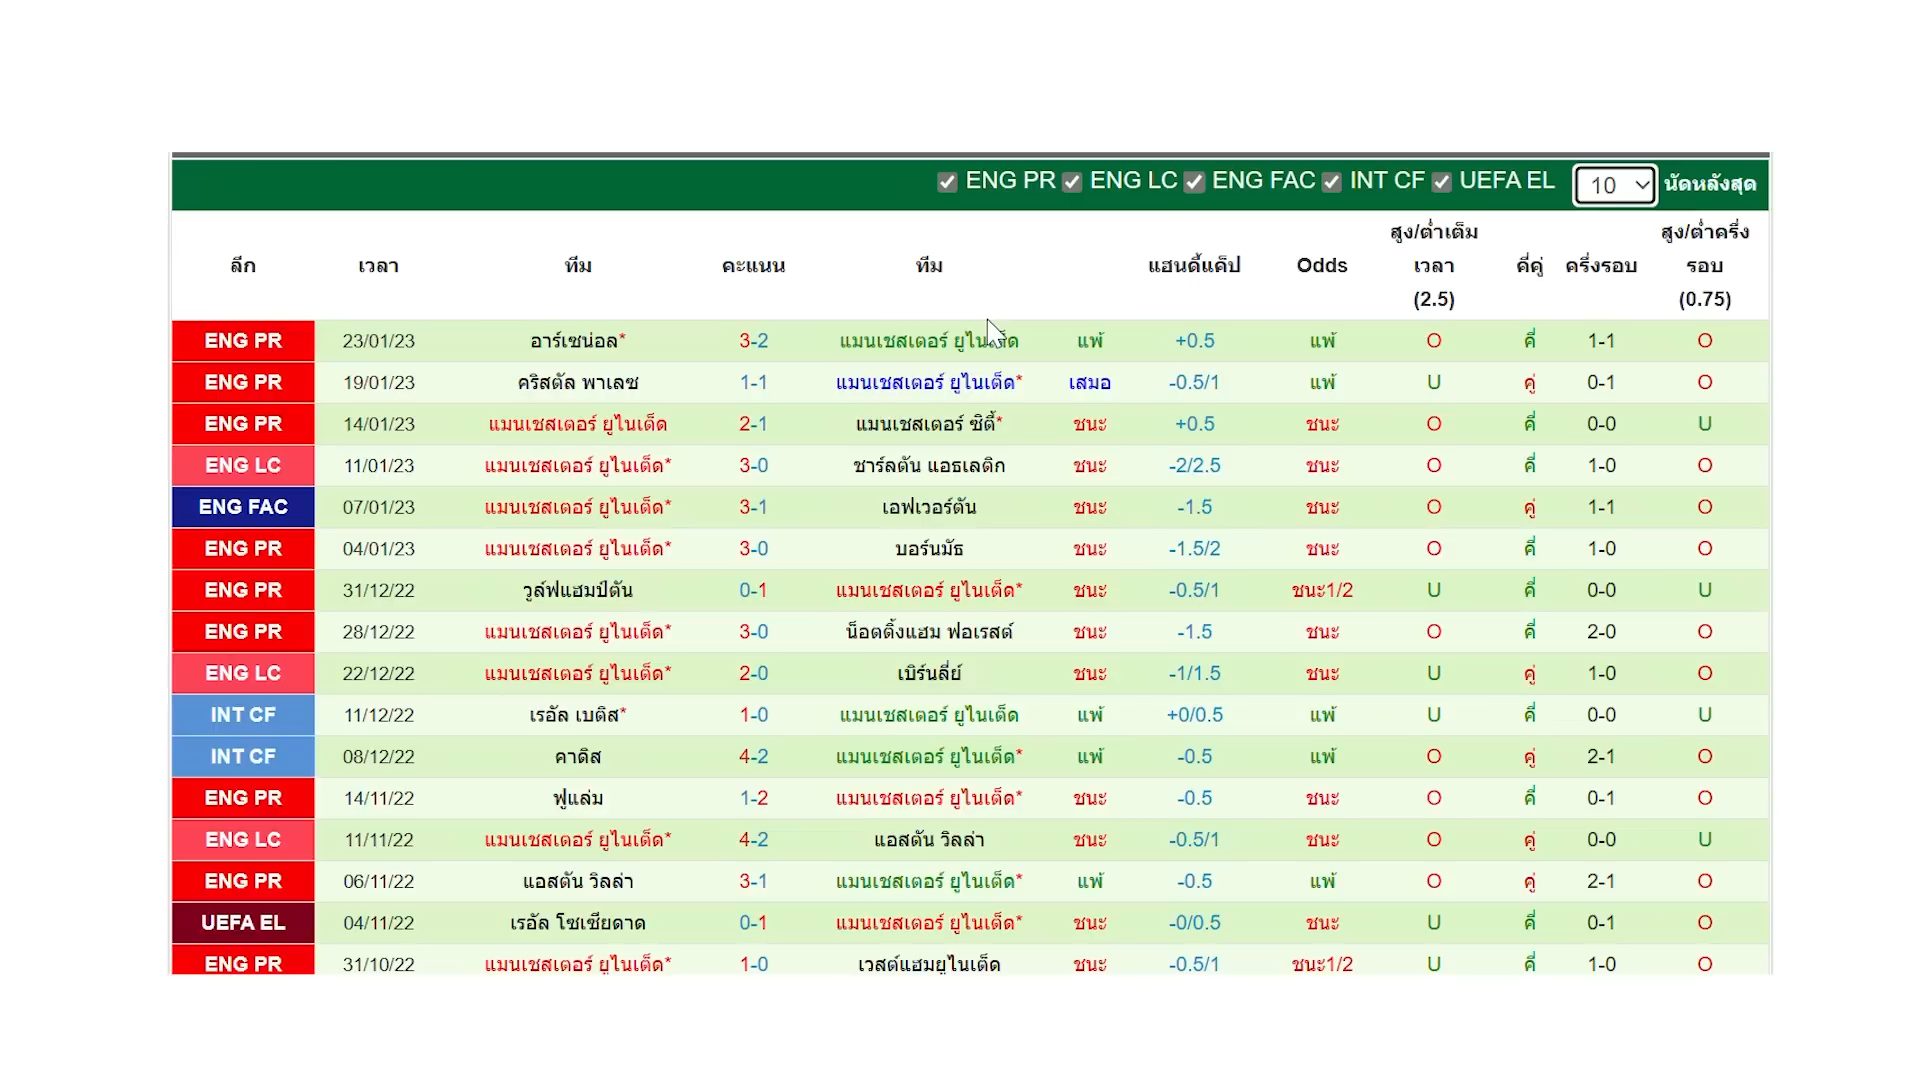 ENG PR ENG LC ENG FAC INT CF UEFA EL 10 นัดหลังสุด
ลีก เวลา ทีม คะแนน ทีม แฮนดี้แค็ป Odds สูง/ต่ำเต็มเวลา (2.5) คี่คู่ ครึ่งรอบ สูง/ต่ำครึ่งรอบ (0.75)
ENG PR 23/01/23 อาร์เซน่อล* 3-2 แมนเชสเตอร์ ยูไนเต็ด แพ้ +0.5 แพ้ O คี่ 1-1 O
ENG PR 19/01/23 คริสตัล พาเลซ 1-1 แมนเชสเตอร์ ยูไนเต็ด* เสมอ -0.5/1 แพ้ U คู่ 0-1 O
ENG PR 14/01/23 แมนเชสเตอร์ ยูไนเต็ด 2-1 แมนเชสเตอร์ ซิตี้* ชนะ +0.5 ชนะ O คี่ 0-0 U
ENG LC 11/01/23 แมนเชสเตอร์ ยูไนเต็ด* 3-0 ชาร์ลตัน แอธเลติก ชนะ -2/2.5 ชนะ O คี่ 1-0 O
ENG FAC 07/01/23 แมนเชสเตอร์ ยูไนเต็ด* 3-1 เอฟเวอร์ตัน ชนะ -1.5 ชนะ O คู่ 1-1 O
ENG PR 04/01/23 แมนเชสเตอร์ ยูไนเต็ด* 3-0 บอร์นมัธ ชนะ -1.5/2 ชนะ O คี่ 1-0 O
ENG PR 31/12/22 วูล์ฟแฮมป์ตัน 0-1 แมนเชสเตอร์ ยูไนเต็ด* ชนะ -0.5/1 ชนะ1/2 U คี่ 0-0 U
ENG PR 28/12/22 แมนเชสเตอร์ ยูไนเต็ด* 3-0 น็อตติ้งแฮม ฟอเรสต์ ชนะ -1.5 ชนะ O คี่ 2-0 O
ENG LC 22/12/22 แมนเชสเตอร์ ยูไนเต็ด* 2-0 เบิร์นลี่ย์ ชนะ -1/1.5 ชนะ U คู่ 1-0 O
INT CF 11/12/22 เรอัล เบติส* 1-0 แมนเชสเตอร์ ยูไนเต็ด แพ้ +0/0.5 แพ้ U คี่ 0-0 U
INT CF 08/12/22 คาดิส 4-2 แมนเชสเตอร์ ยูไนเต็ด* แพ้ -0.5 แพ้ O คู่ 2-1 O
ENG PR 14/11/22 ฟูแล่ม 1-2 แมนเชสเตอร์ ยูไนเต็ด* ชนะ -0.5 ชนะ O คี่ 0-1 O
ENG LC 11/11/22 แมนเชสเตอร์ ยูไนเต็ด* 4-2 แอสตัน วิลล่า ชนะ -0.5/1 ชนะ O คู่ 0-0 U
ENG PR 06/11/22 แอสตัน วิลล่า 3-1 แมนเชสเตอร์ ยูไนเต็ด* แพ้ -0.5 แพ้ O คู่ 2-1 O
UEFA EL 04/11/22 เรอัล โซเซียดาด 0-1 แมนเชสเตอร์ ยูไนเต็ด* ชนะ -0/0.5 ชนะ U คี่ 0-1 O
ENG PR 31/10/22 แมนเชสเตอร์ ยูไนเต็ด* 1-0 เวสต์แฮมยูไนเต็ด ชนะ -0.5/1 ชนะ1/2 U คี่ 1-0 O